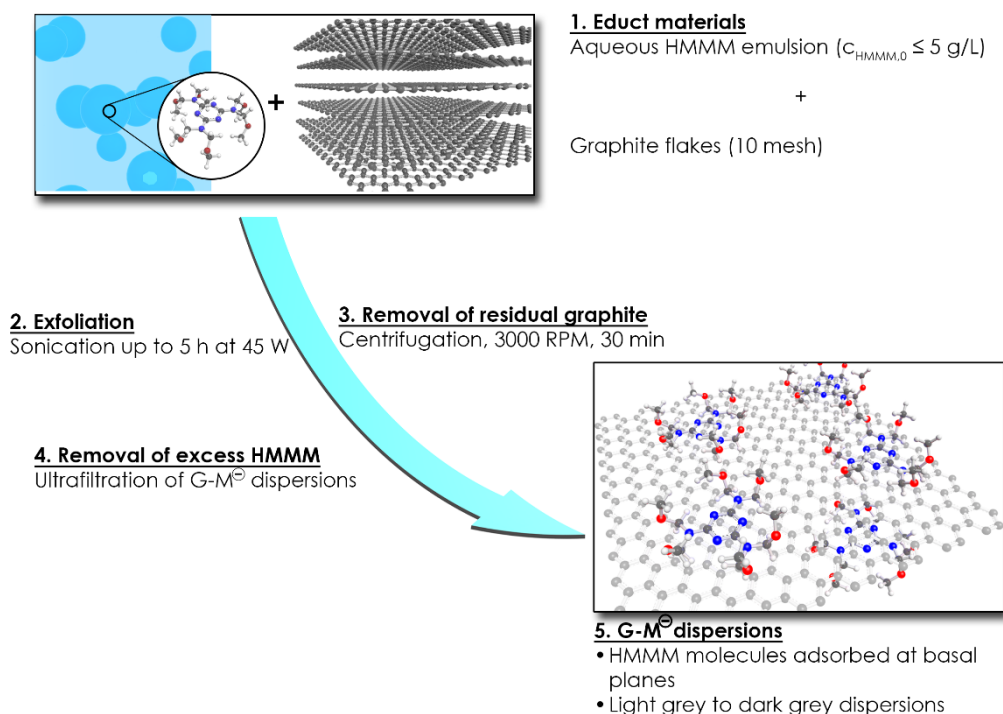 1. Educt materials
Aqueous HMMM emulsion (c_HMMM,0 ≤ 5 g/L)
+
+
Graphite flakes (10 mesh)
2. Exfoliation
Sonication up to 5 h at 45 W
3. Removal of residual graphite
Centrifugation, 3000 RPM, 30 min
4. Removal of excess HMMM
Ultrafiltration of G-M⊖ dispersions
5. G-M⊖ dispersions
• HMMM molecules adsorbed at basal
planes
• Light grey to dark grey dispersions